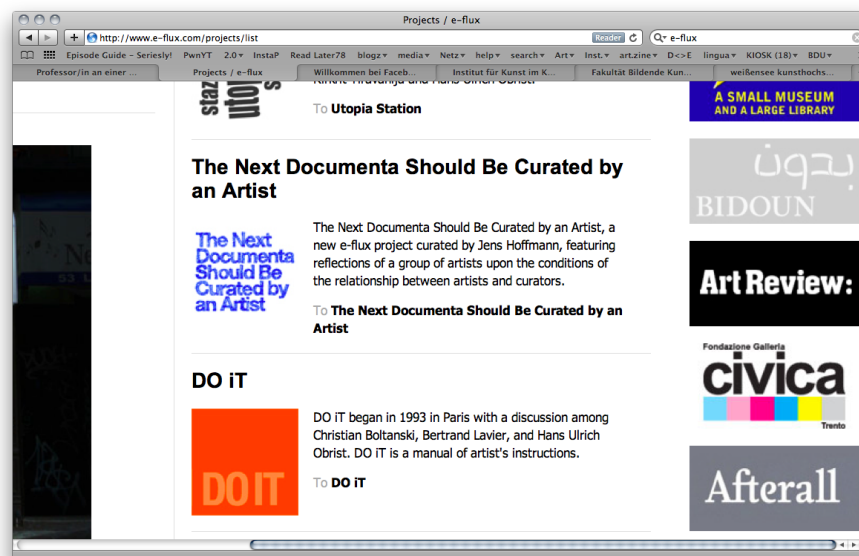 Projects / e-flux
http://www.e-flux.com/projects/list
Reader
e-flux
Episode Guide – Seriesly! PwnYT 2.0 InstaP Read Later78 blogz media Netz help search Art Inst. art.zine D<>E lingua KIOSK (18) BDU
Professor/in an einer ... Projects / e-flux Willkommen bei Faceb... Institut für Kunst im K... Fakultät Bildende Kun... weißensee kunsthochs...
To Utopia Station
The Next Documenta Should Be Curated by
an Artist
The Next
Documenta
Should Be
Curated by
an Artist
The Next Documenta Should Be Curated by an Artist, a
new e-flux project curated by Jens Hoffmann, featuring
reflections of a group of artists upon the conditions of
the relationship between artists and curators.
To The Next Documenta Should Be Curated by an
Artist
DO iT
DO IT
DO iT began in 1993 in Paris with a discussion among
Christian Boltanski, Bertrand Lavier, and Hans Ulrich
Obrist. DO iT is a manual of artist's instructions.
To DO iT
A SMALL MUSEUM
AND A LARGE LIBRARY
بدون
BIDOUN
Art Review:
Fondazione Galleria
civica
Trento
Afterall